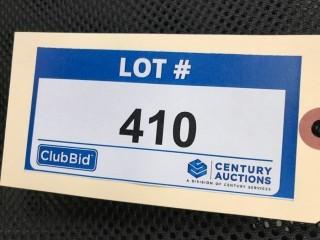 LOT #
410
ClubBid
CENTURY
AUCTIONS
A DIVISION OF CENTURY SERVICES